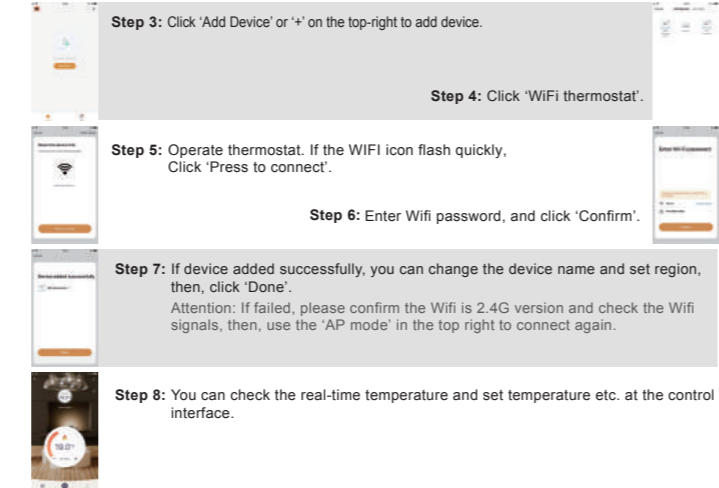 Step 3: Click ‘Add Device’ or ‘+’ on the top-right to add device.
Step 4: Click ‘WiFi thermostat’.
Step 5: Operate thermostat. If the WIFI icon flash quickly,
Click ‘Press to connect’.
Enter Wi-Fi password
Step 6: Enter Wifi password, and click ‘Confirm’.
Device added successfully
Step 7: If device added successfully, you can change the device name and set region,
then, click ‘Done’.
Attention: If failed, please confirm the Wifi is 2.4G version and check the Wifi
signals, then, use the ‘AP mode’ in the top right to connect again.
Step 8: You can check the real-time temperature and set temperature etc. at the control
interface.